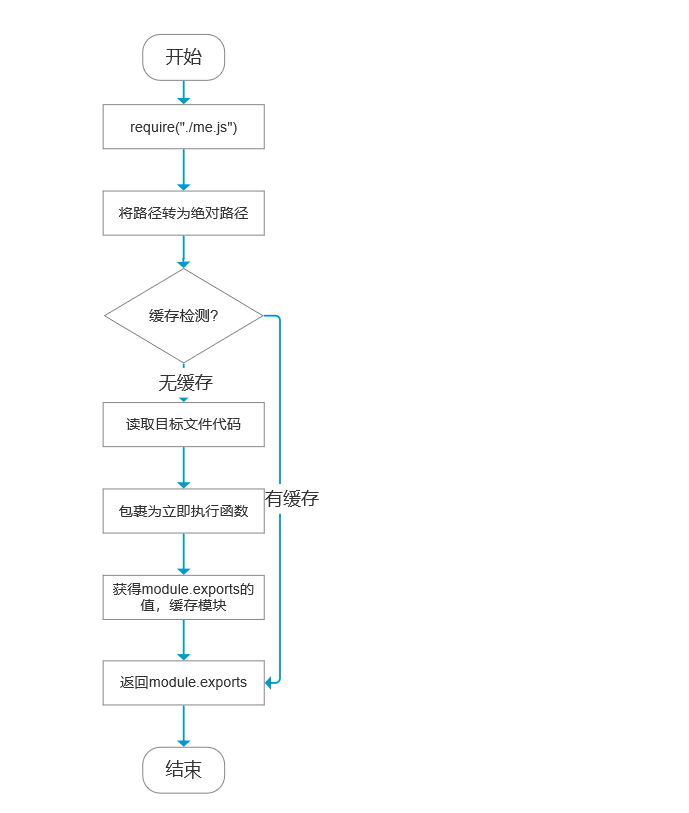 开始
require("./me.js")
将路径转为绝对路径
缓存检测?
无缓存
读取目标文件代码
有缓存
包裹为立即执行函数
获得module.exports的
值，缓存模块
返回module.exports
结束